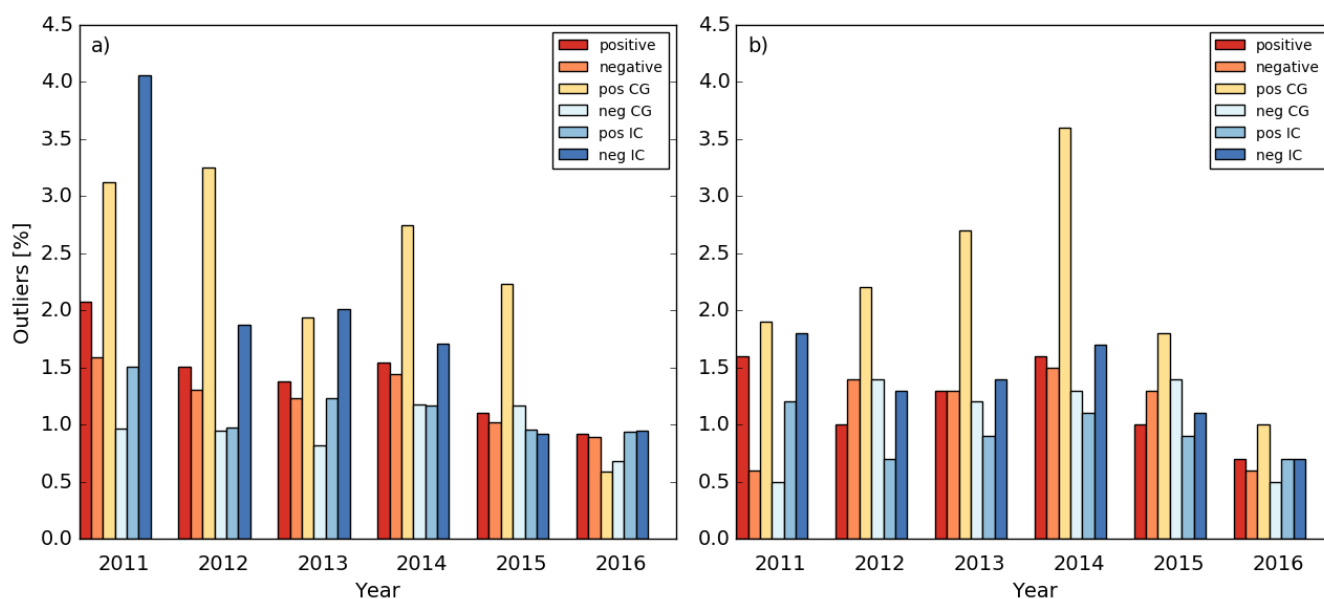 a)
positive
negative
pos CG
neg CG
pos IC
neg IC
4.5
4.0
3.5
3.0
2.5
2.0
1.5
1.0
0.5
0.0
Outliers [%]
2011 2012 2013 2014 2015 2016
Year
b)
positive
negative
pos CG
neg CG
pos IC
neg IC
4.5
4.0
3.5
3.0
2.5
2.0
1.5
1.0
0.5
0.0
2011 2012 2013 2014 2015 2016
Year